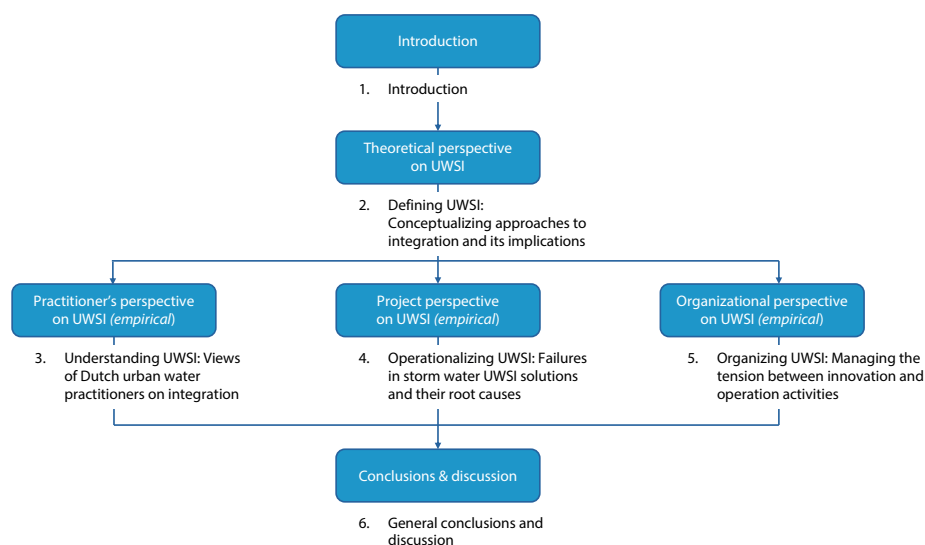 Introduction
1. Introduction
Theoretical perspective
on UWSI
2. Defining UWSI:
Conceptualizing approaches to
integration and its implications
Practitioner's perspective
on UWSI (empirical)
3. Understanding UWSI: Views
of Dutch urban water
practitioners on integration
Project perspective
on UWSI (empirical)
4. Operationalizing UWSI: Failures
in storm water UWSI solutions
and their root causes
Organizational perspective
on UWSI (empirical)
5. Organizing UWSI: Managing the
tension between innovation and
operation activities
Conclusions & discussion
6. General conclusions and
discussion